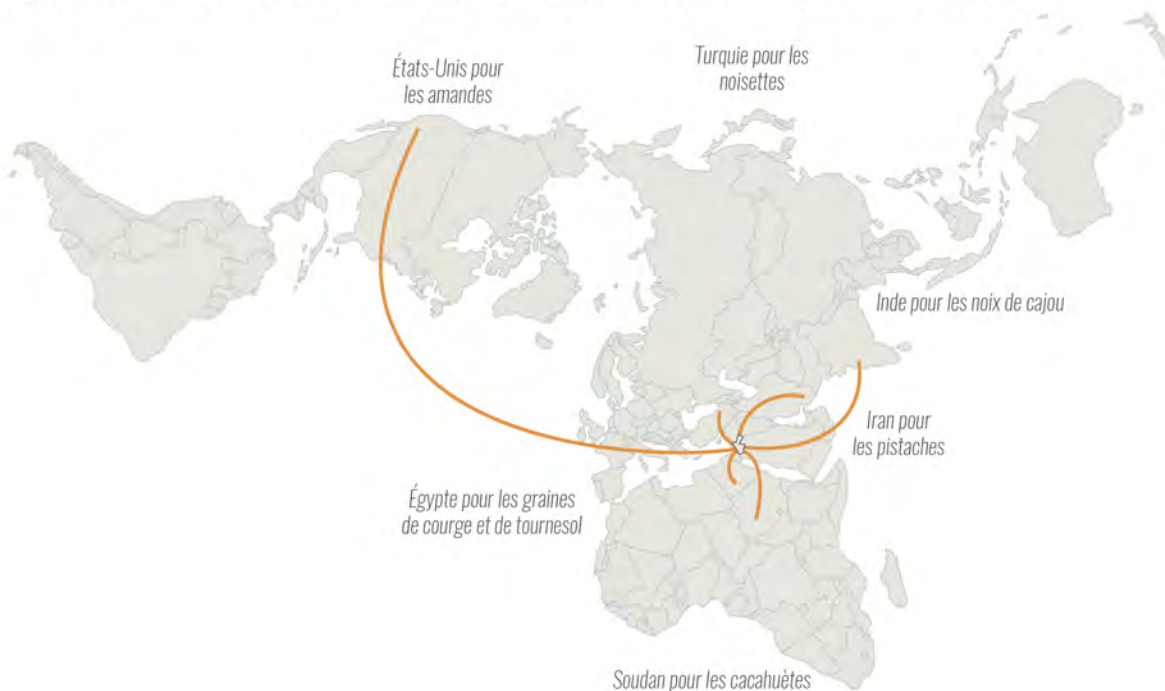 États-Unis pour
les amandes
Turquie pour les
noisettes
Inde pour les noix de cajou
Iran pour
les pistaches
Égypte pour les graines
de courge et de tournesol
Soudan pour les cacahuètes